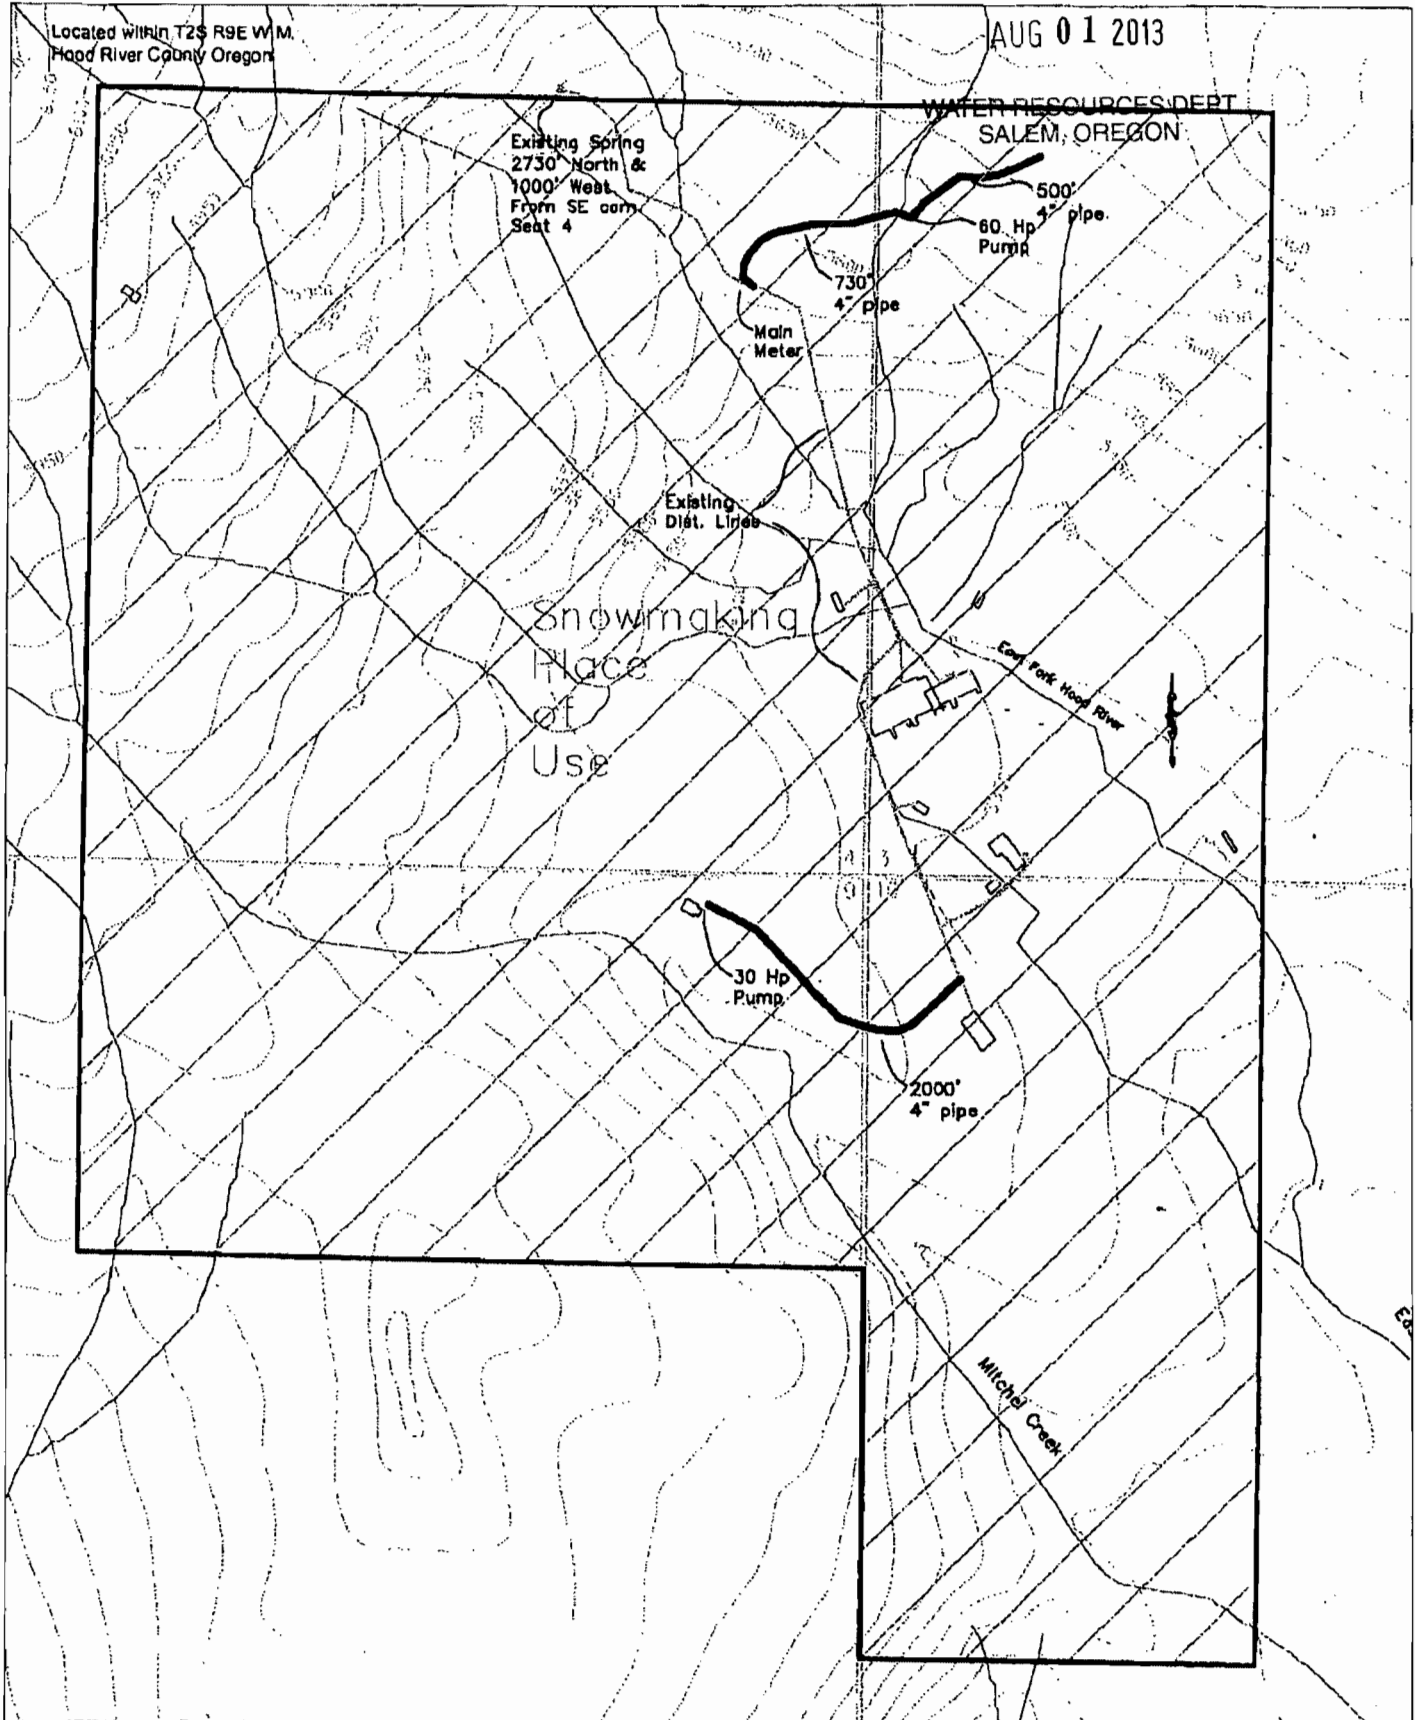 Located within T2S R9E W.M.
Hood River County Oregon
AUG 01 2013
WATER RESOURCES DEPT
SALEM, OREGON
Existing Spring
2730' North &
1000' West
From SE corn.
Sect 4
500'
4" pipe
60 Hp
Pump
730'
4" pipe
Main
Meter
Existing
Dist. Lines
Snowmaking
Place
of
Use
East Fork Hood River
4 3
9
30 Hp
Pump
2000'
4" pipe
Mitchel Creek